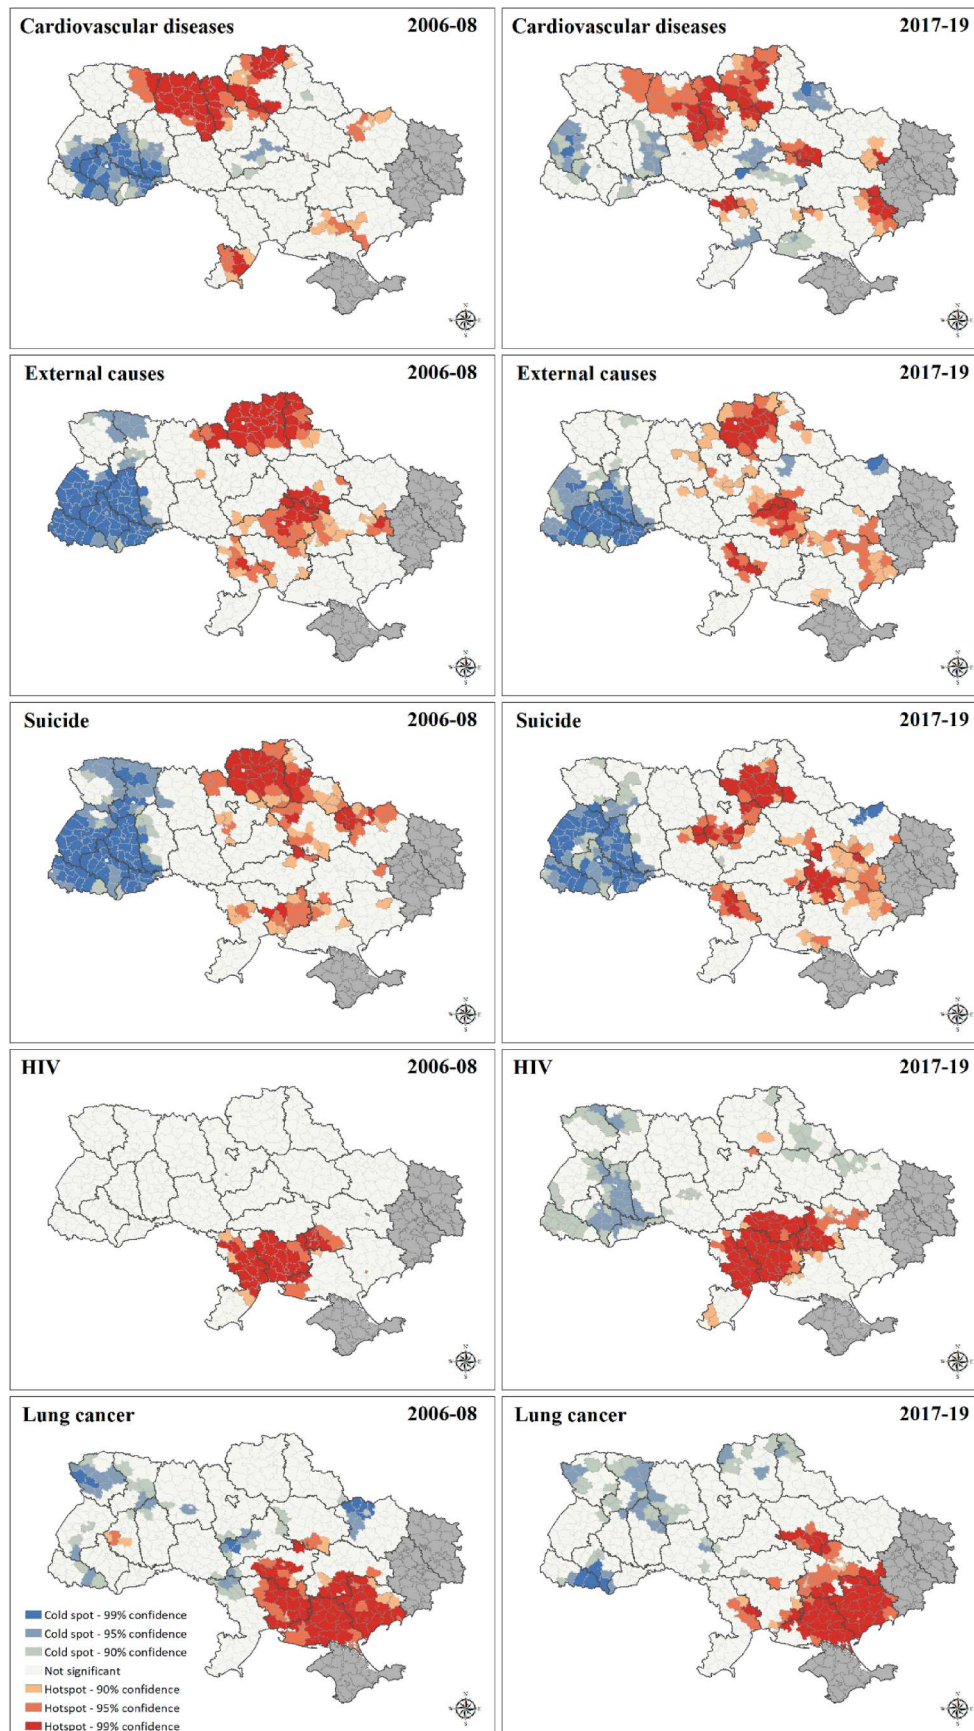 Cardiovascular diseases 2006-08
Cardiovascular diseases 2017-19
External causes 2006-08
External causes 2017-19
Suicide 2006-08
Suicide 2017-19
HIV 2006-08
HIV 2017-19
Lung cancer 2006-08
Lung cancer 2017-19
Cold spot - 99% confidence
Cold spot - 95% confidence
Cold spot - 90% confidence
Not significant
Hotspot - 90% confidence
Hotspot - 95% confidence
Hotspot - 99% confidence